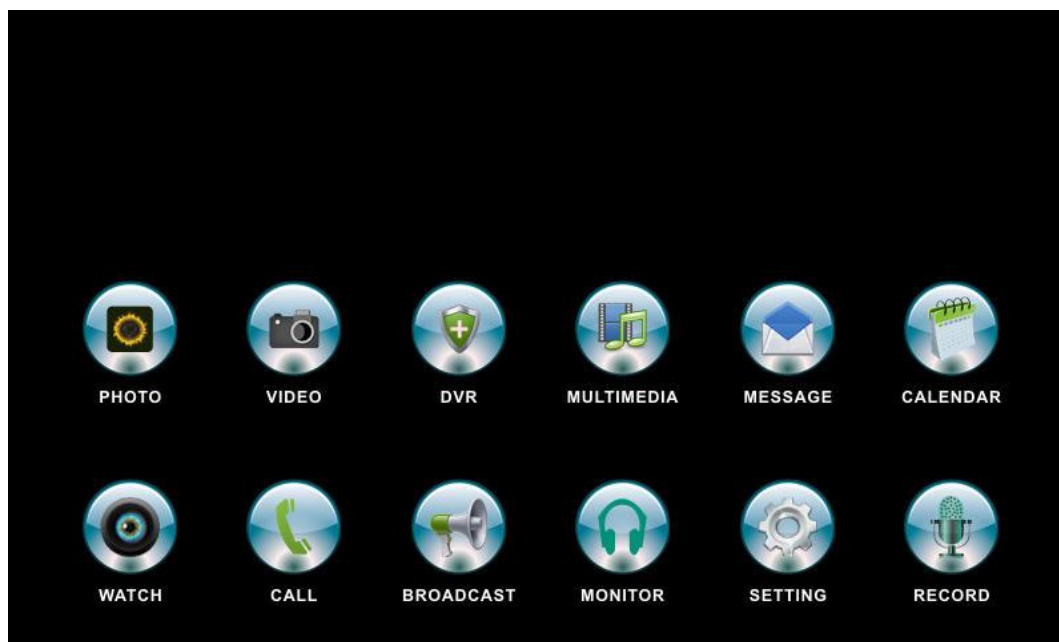 PHOTO VIDEO DVR MULTIMEDIA MESSAGE CALENDAR
WATCH CALL BROADCAST MONITOR SETTING RECORD